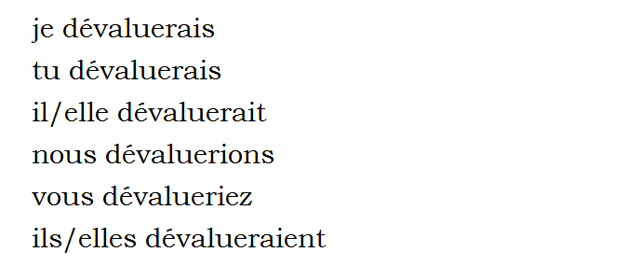 je dévaluerais
tu dévaluerais
il/elle dévaluerait
nous dévaluerions
vous dévalueriez
ils/elles dévalueraient